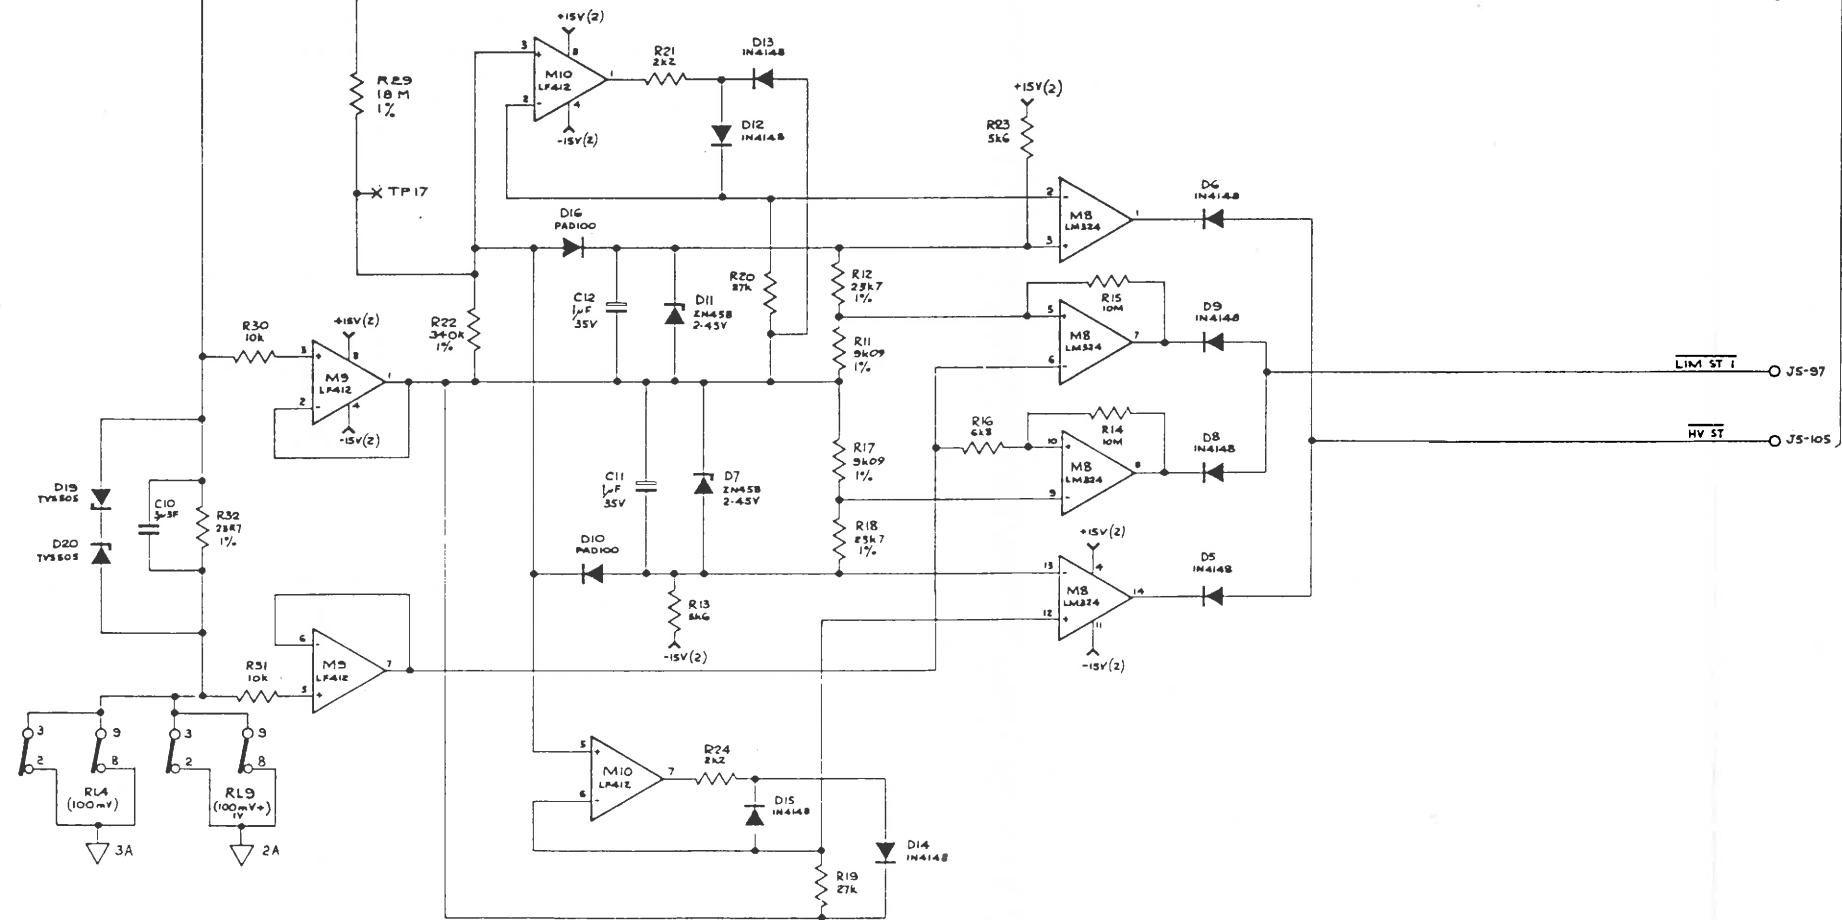 +15V(2)
3
8
M10
LF412
1
2
4
-15V(2)
R21
2k2
D13
1N4148
D12
1N4148
R29
18M
1%
TP17
+15V(2)
R23
5k6
D16
PAD100
2
3
M8
LM324
1
D6
1N4148
R30
10k
+15V(2)
3
8
M9
LF412
1
2
4
-15V(2)
R22
340k
1%
C12
1µF
35V
D11
ZN458
2·45V
R20
27k
R12
23k7
1%
R11
9k09
1%
R15
10M
5
6
M8
LM324
7
D9
1N4148
LIM ST 1
J5-97
R16
6k8
R14
10M
10
9
M8
LM324
8
D8
1N4148
HV ST
J5-105
R17
9k09
1%
C11
1µF
35V
D7
ZN458
2·45V
R18
23k7
1%
D19
TVS505
D20
TVS505
C10
R32
23R7
1%
D10
PAD100
R13
5k6
-15V(2)
+15V(2)
4
13
12
M8
LM324
14
11
-15V(2)
D5
1N4148
6
5
M9
LF412
7
R31
10k
3
9
3
9
2
8
2
8
RL4
(100mV)
RL9
(100mV+)
1V
3A
2A
5
6
M10
LF412
7
R24
2k2
D15
1N4148
D14
1N4148
R19
27k